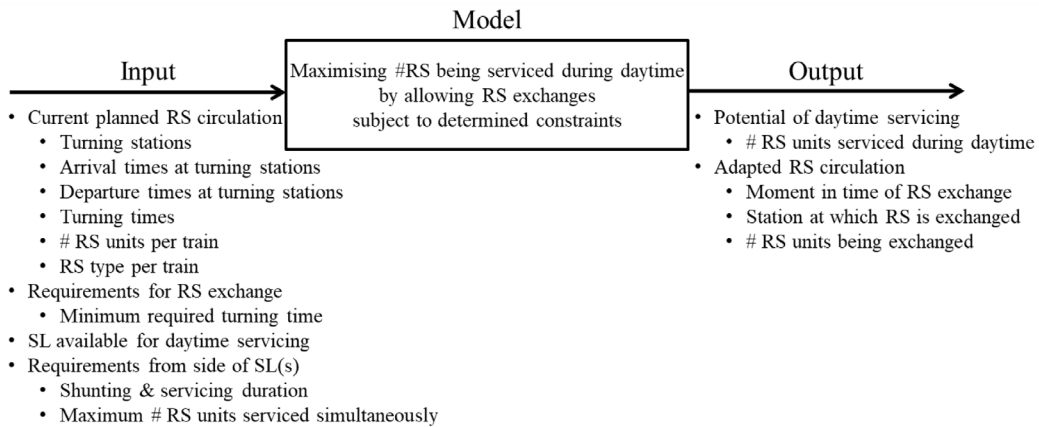 Model
Input
Maximising #RS being serviced during daytime
by allowing RS exchanges
subject to determined constraints
Output
• Current planned RS circulation
• Turning stations
• Arrival times at turning stations
• Departure times at turning stations
• Turning times
• # RS units per train
• RS type per train
• Requirements for RS exchange
• Minimum required turning time
• SL available for daytime servicing
• Requirements from side of SL(s)
• Shunting & servicing duration
• Maximum # RS units serviced simultaneously
• Potential of daytime servicing
• # RS units serviced during daytime
• Adapted RS circulation
• Moment in time of RS exchange
• Station at which RS is exchanged
• # RS units being exchanged